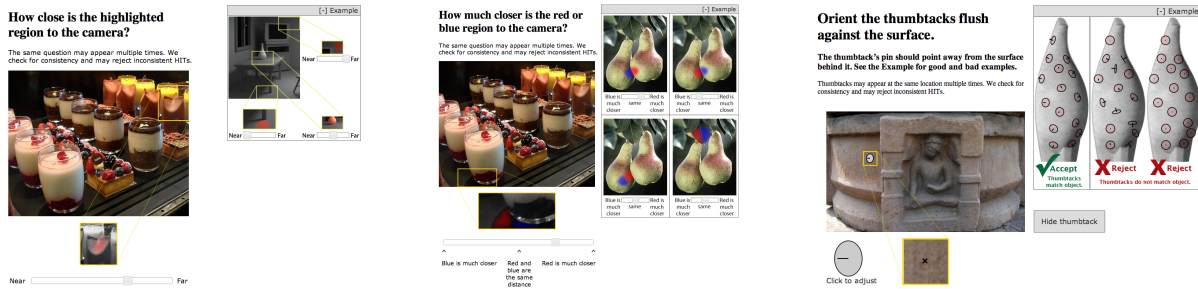 How close is the highlighted
region to the camera?
The same question may appear multiple times. We
check for consistency and may reject inconsistent HITs.
Near
Far
[-] Example
Near
Far
Near
Far
Near
Far
How much closer is the red or
blue region to the camera?
The same question may appear multiple times. We
check for consistency and may reject inconsistent HITs.
Blue is much closer
Red and
blue are
the same
distance
Red is much closer
[-] Example
Blue is
much
closer
same
Red is
much
closer
Blue is
much
closer
same
Red is
much
closer
Blue is
much
closer
same
Red is
much
closer
Blue is
much
closer
same
Red is
much
closer
Orient the thumbtacks flush
against the surface.
The thumbtack's pin should point away from the surface
behind it. See the Example for good and bad examples.
Thumbtacks may appear at the same location multiple times. We check for
consistency and may reject inconsistent HITs.
Click to adjust
[-] Example
Accept
Thumbtacks
match object.
Reject
Reject
Thumbtacks do not match object.
Hide thumbtack